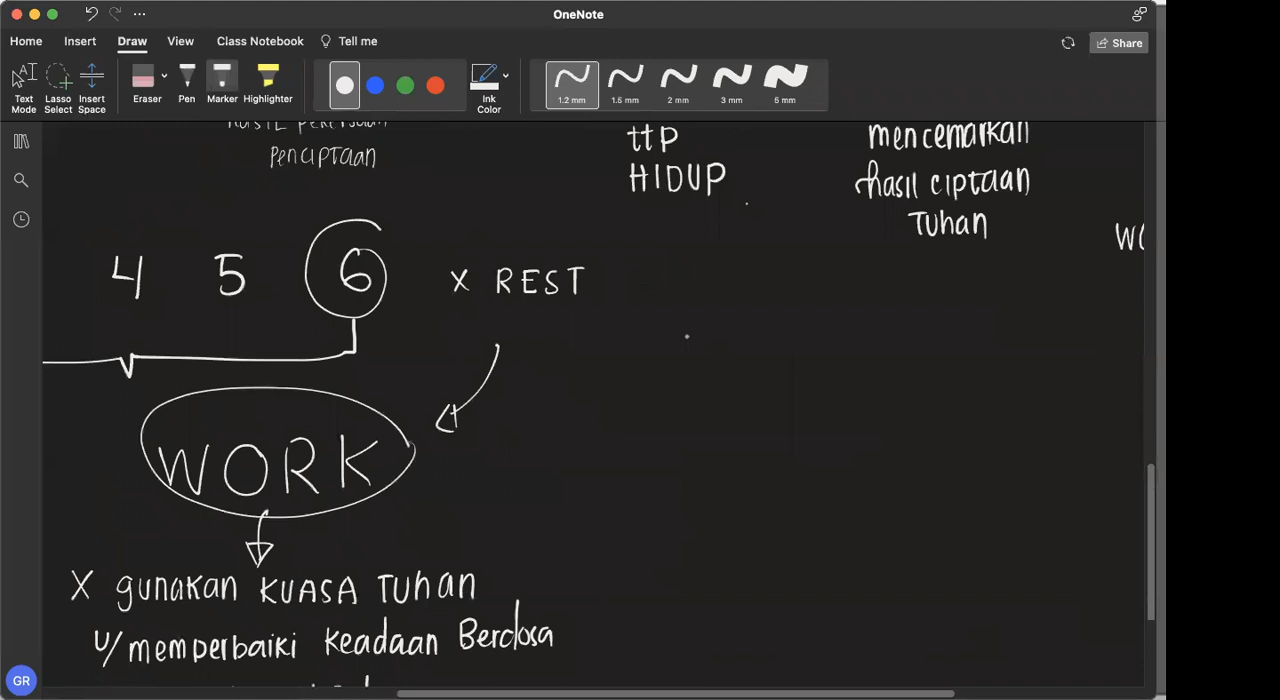 OneNote
Home Insert Draw View Class Notebook Tell me
Share
Text Mode
Lasso Select
Insert Space
Eraser
Pen
Marker
Highlighter
Ink Color
1.2 mm
1.5 mm
2 mm
3 mm
5 mm
PENCIPTAAN
ttP
HIDUP
mencemarkan
hasil ciptaan
TUHAN
4 5 6 X REST
WORK
X gunakan KUASA TUHAN
U/ memperbaiki Keadaan Berdosa
GR